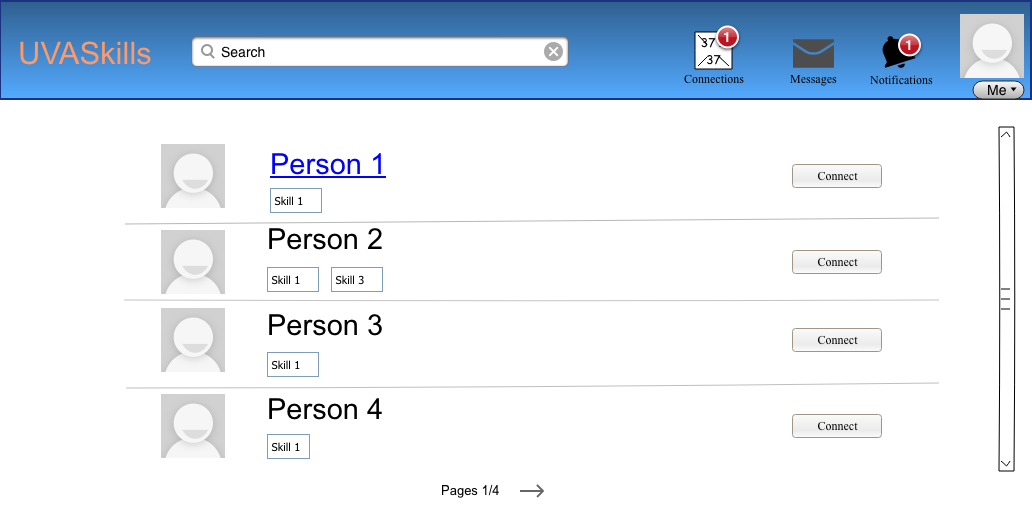 UVASkills
Search
37
37
1
Connections
Messages
1
Notifications
Me
Person 1
Skill 1
Connect
Person 2
Skill 1 Skill 3
Connect
Person 3
Skill 1
Connect
Person 4
Skill 1
Connect
Pages 1/4